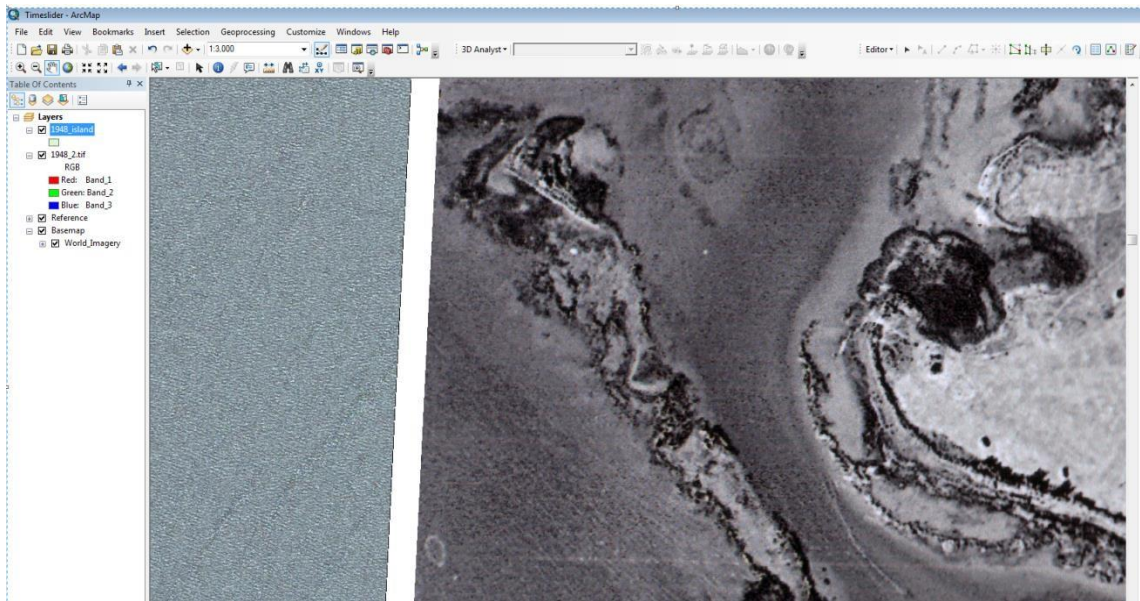 Timeslider - ArcMap
File Edit View Bookmarks Insert Selection Geoprocessing Customize Windows Help
1:3.000 3D Analyst Editor
Table Of Contents
Layers
1948_island
1948_2.tif
RGB
Red: Band_1
Green: Band_2
Blue: Band_3
Reference
Basemap
World_Imagery